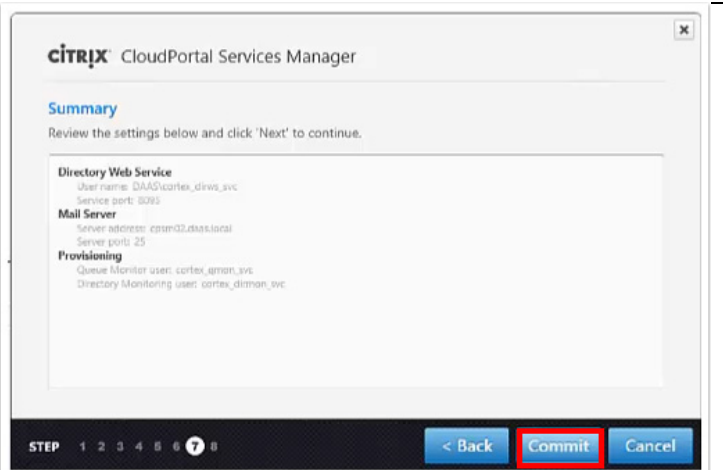 CİTRIX CloudPortal Services Manager
Summary
Review the settings below and click 'Next' to continue.
Directory Web Service
User name: DAAS\cortex_dirws_svc
Service port: 8095
Mail Server
Server address: cpsm02.daas.local
Server port: 25
Provisioning
Queue Monitor user: cortex_qmon_svc
Directory Monitoring user: cortex_dirmon_svc
STEP 1 2 3 4 5 6 7 8
< Back Commit Cancel